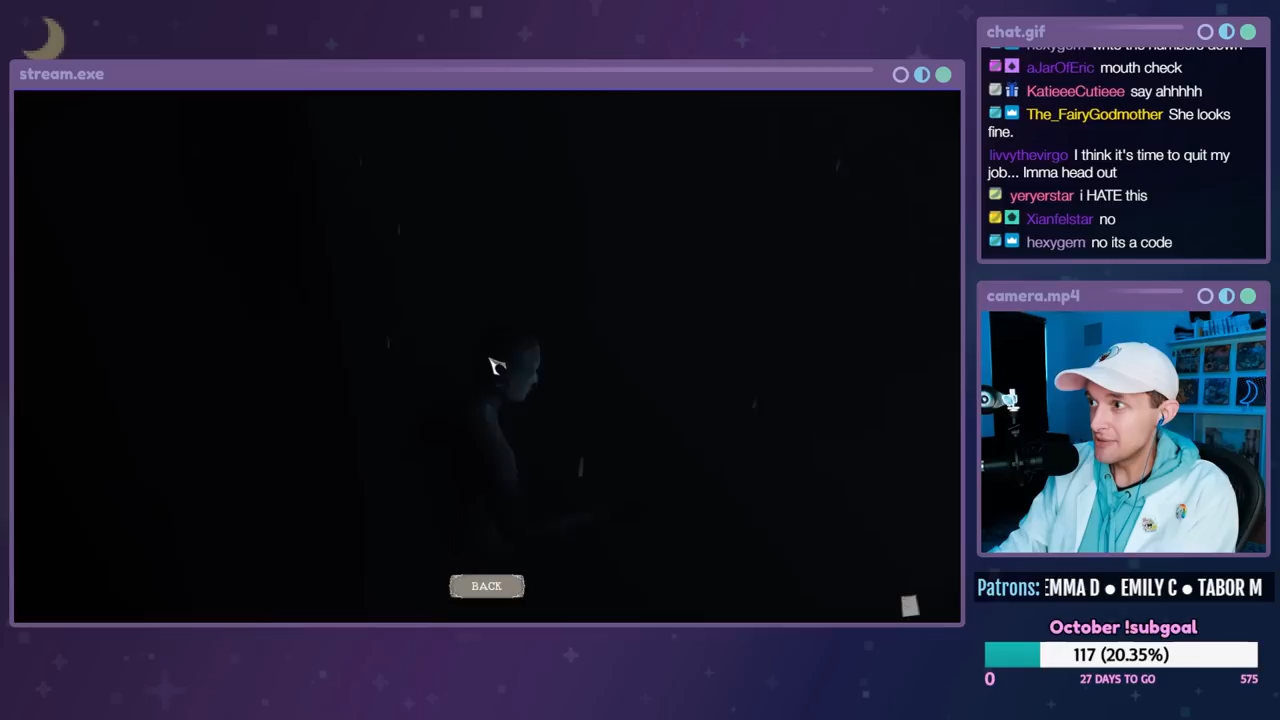 stream.exe
BACK
chat.gif
aJarOfEric mouth check
KatieeeCutieee say ahhhhh
The_FairyGodmother She looks
fine.
livvythevirgo I think it's time to quit my
job... Imma head out
yeryerstar i HATE this
Xianfelstar no
hexygem no its a code
camera.mp4
Patrons: EMMA D ● EMILY C ● TABOR M
October !subgoal
117 (20.35%)
0 27 DAYS TO GO 575